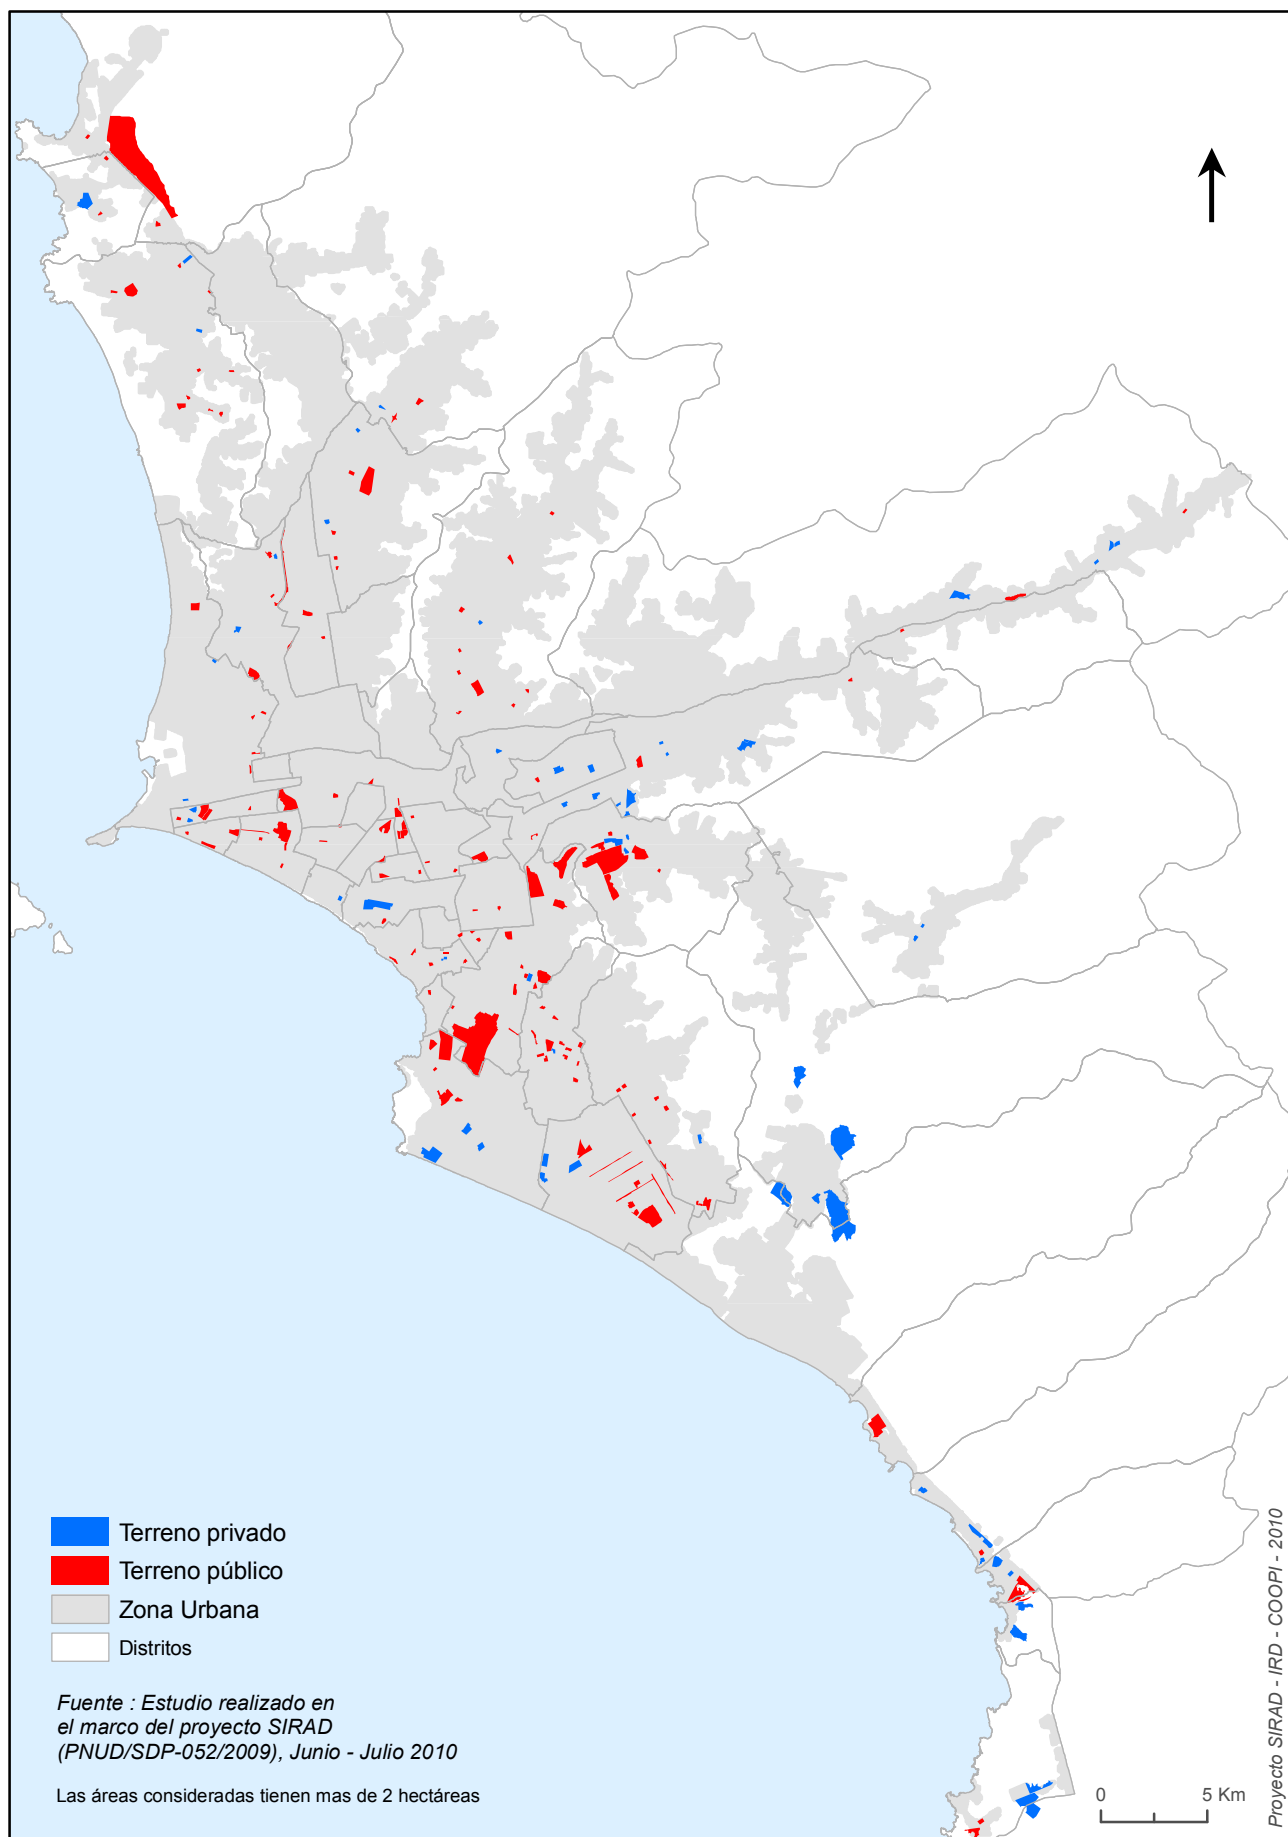 Terreno privado
Terreno público
Zona Urbana
Distritos
Fuente : Estudio realizado en
el marco del proyecto SIRAD
(PNUD/SDP-052/2009), Junio - Julio 2010
Las áreas consideradas tienen mas de 2 hectáreas
0 5 Km
Proyecto SIRAD - IRD - COOPI - 2010